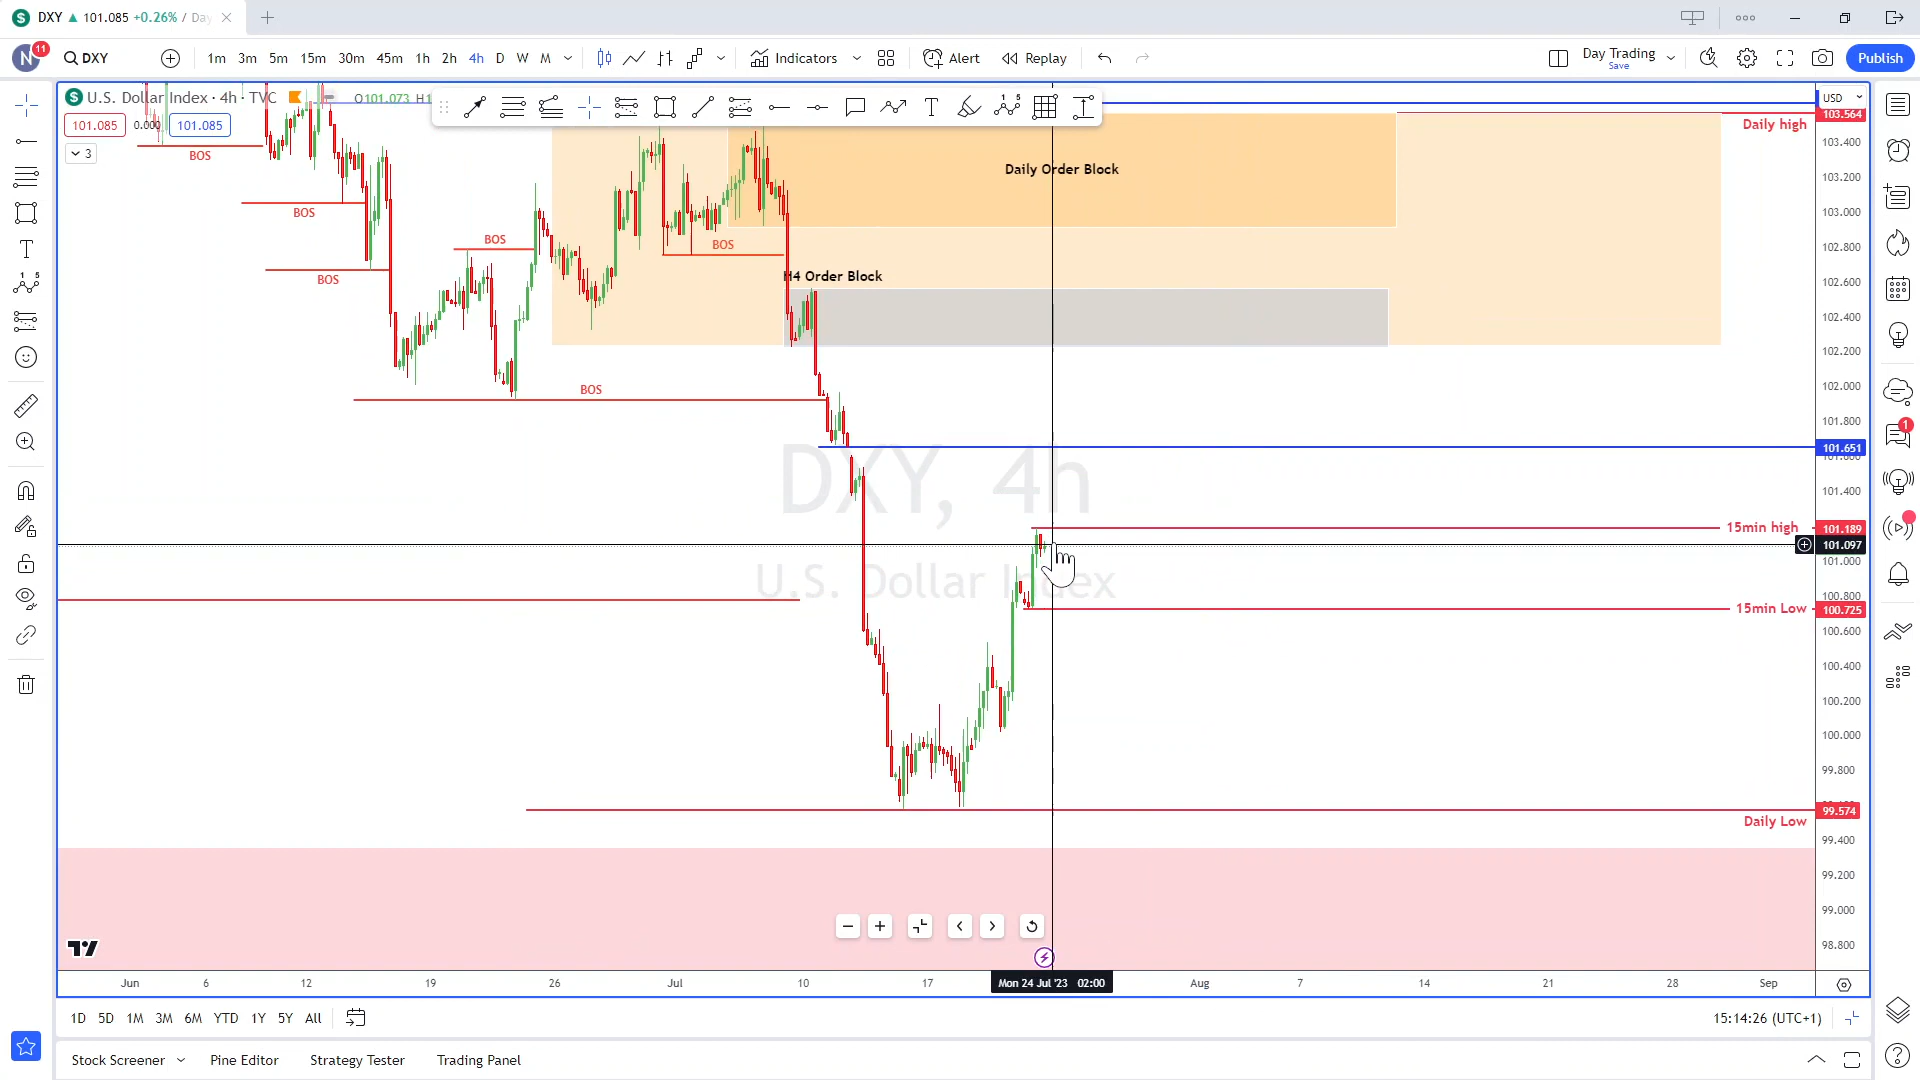 DXY ▲ 101.085 +0.26% / Day
N 11 DXY 1m 3m 5m 15m 30m 45m 1h 2h 4h D W M Indicators Alert Replay Day Trading Save Publish
U.S. Dollar Index · 4h · TVC O101.073 H1
101.085 0.000 101.085
3
USD
103.564
Daily high
103.400
103.200
103.000
102.800
102.600
102.400
102.200
102.000
101.800
101.651
101.600
101.400
15min high 101.189
101.097
101.000
100.800
15min Low 100.725
100.600
100.400
100.200
100.000
99.800
99.574
Daily Low
99.400
99.200
99.000
98.800
BOS
BOS
BOS
BOS
BOS
BOS
Daily Order Block
H4 Order Block
DXY, 4h
U.S. Dollar Index
1
Jun 6 12 19 26 Jul 10 17 Mon 24 Jul '23 02:00 Aug 7 14 21 28 Sep
1D 5D 1M 3M 6M YTD 1Y 5Y All 15:14:26 (UTC+1)
Stock Screener Pine Editor Strategy Tester Trading Panel